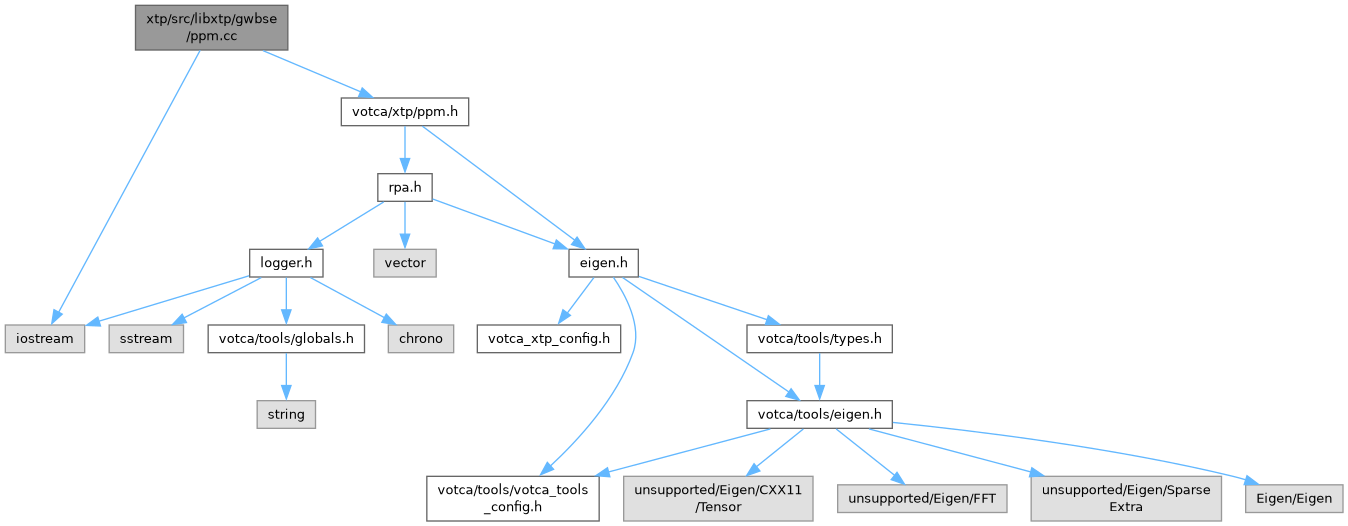 xtp/src/libxtp/gwbse
/ppm.cc
votca/xtp/ppm.h
rpa.h
logger.h
vector
eigen.h
iostream
sstream
votca/tools/globals.h
chrono
votca_xtp_config.h
votca/tools/types.h
string
votca/tools/eigen.h
votca/tools/votca_tools
_config.h
unsupported/Eigen/CXX11
/Tensor
unsupported/Eigen/FFT
unsupported/Eigen/Sparse
Extra
Eigen/Eigen